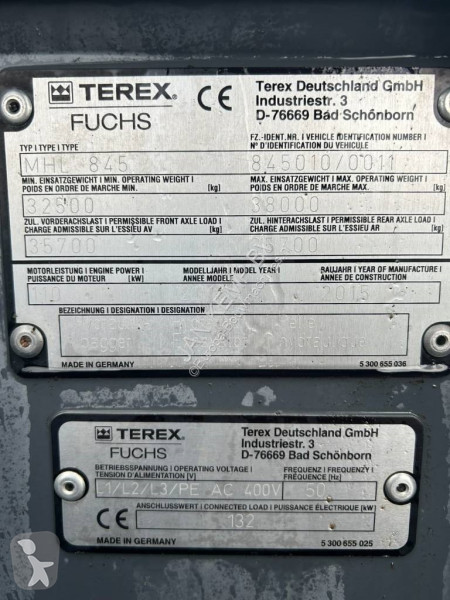 TEREX® CE Terex Deutschland GmbH
FUCHS Industriestr. 3
D-76669 Bad Schönborn
TYP I TYPE I TYPE FZ.-IDENT.NR. I VEHICLE IDENTIFICATION NUMBER I
N° D'IDENTIFICATION DU VEHICULE
MHL 845 845010/0011
MIN. EINSATZGEWICHT I MIN. OPERATING WEIGHT I MAX. EINSATZGEWICHT I MAX. OPERATING WEIGHT I
POIDS EN ORDRE DE MARCHE MIN. [kg] POIDS EN ORDRE DE MARCHE MAX. [kg]
32500 38000
ZUL. VORDERACHSLAST I PERMISSIBLE FRONT AXLE LOAD I ZUL. HINTERACHSLAST I PERMISSIBLE REAR AXLE LOAD I
CHARGE ADMISSIBLE SUR L'ESSIEU AV [kg] CHARGE ADMISSIBLE SUR L'ESSIEU AR [kg]
35700
MOTORLEISTUNG I ENGINE POWER I MODELLJAHR I MODEL YEAR I BAUJAHR I YEAR OF MANUFACTURE I
PUISSANCE DU MOTEUR [kW] ANNÉE MODELE ANNÉE DE CONSTRUCTION
BEZEICHNUNG I DESIGNATION I DESIGNATION
MADE IN GERMANY 5 300 655 036
TEREX® Terex Deutschland GmbH
FUCHS Industriestr. 3
D-76669 Bad Schönborn
BETRIEBSSPANNUNG I OPERATING VOLTAGE I FREQUENZ I FREQUENCY I
TENSION D'ALIMENTATION [V] FRÉQUENCE [Hz]
L1/L2/L3/PE AC 400V 50
CE ANSCHLUSSWERT I CONNECTED LOAD I PUISSANCE ÉLECTRIQUE [kW]
132
MADE IN GERMANY 5 300 655 025